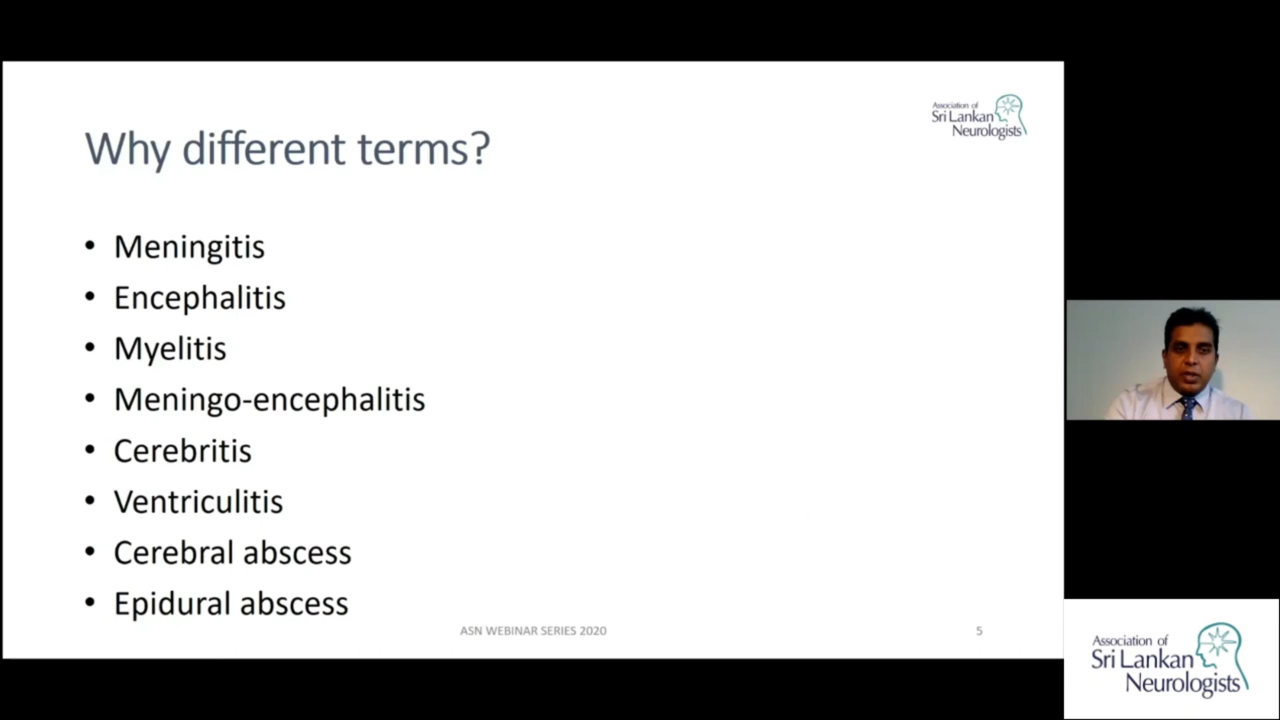 Association of
Sri Lankan
Neurologists
Why different terms?
• Meningitis
• Encephalitis
• Myelitis
• Meningo-encephalitis
• Cerebritis
• Ventriculitis
• Cerebral abscess
• Epidural abscess
ASN WEBINAR SERIES 2020
5
Association of
Sri Lankan
Neurologists